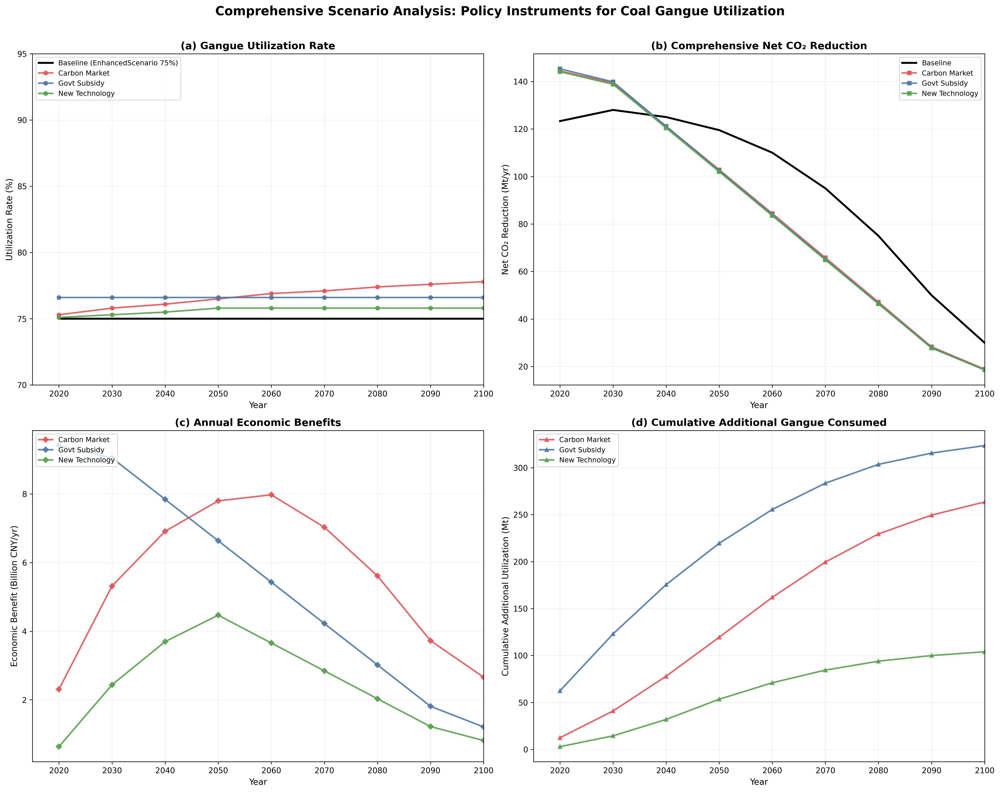 Comprehensive Scenario Analysis: Policy Instruments for Coal Gangue Utilization
(a) Gangue Utilization Rate
Baseline (EnhancedScenario 75%)
Carbon Market
Govt Subsidy
New Technology
Utilization Rate (%)
95
90
85
80
75
70
2020 2030 2040 2050 2060 2070 2080 2090 2100
Year
(b) Comprehensive Net CO₂ Reduction
Baseline
Carbon Market
Govt Subsidy
New Technology
Net CO₂ Reduction (Mt/yr)
140
120
100
80
60
40
20
2020 2030 2040 2050 2060 2070 2080 2090 2100
Year
(c) Annual Economic Benefits
Carbon Market
Govt Subsidy
New Technology
Economic Benefit (Billion CNY/yr)
8
6
4
2
2020 2030 2040 2050 2060 2070 2080 2090 2100
Year
(d) Cumulative Additional Gangue Consumed
Carbon Market
Govt Subsidy
New Technology
Cumulative Additional Utilization (Mt)
300
250
200
150
100
50
0
2020 2030 2040 2050 2060 2070 2080 2090 2100
Year